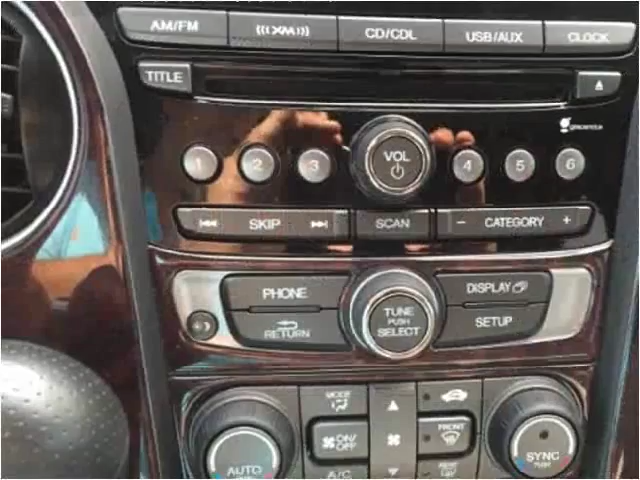 AM/FM ((XM)) CD/CDL USB/AUX CLOCK
TITLE
VOL
1 2 3 4 5 6
SKIP SCAN - CATEGORY +
PHONE DISPLAY
TUNE
PUSH
SELECT
RETURN SETUP
MODE
ON/
OFF
FRONT
AUTO SYNC
A/C